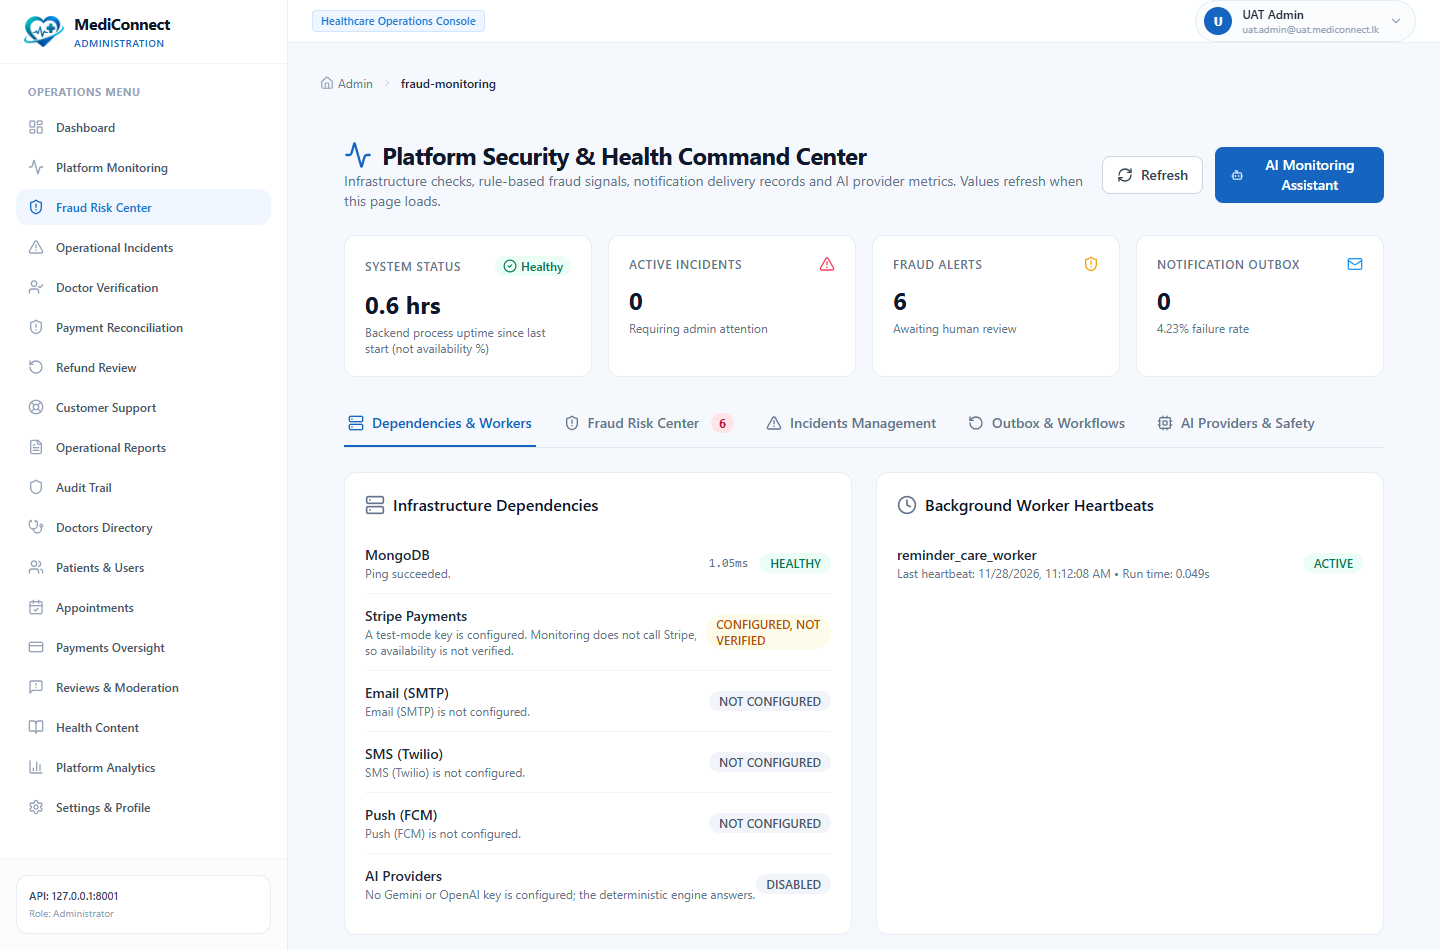 MediConnect
ADMINISTRATION
OPERATIONS MENU
Dashboard
Platform Monitoring
Fraud Risk Center
Operational Incidents
Doctor Verification
Payment Reconciliation
Refund Review
Customer Support
Operational Reports
Audit Trail
Doctors Directory
Patients & Users
Appointments
Payments Oversight
Reviews & Moderation
Health Content
Platform Analytics
Settings & Profile
API: 127.0.0.1:8001
Role: Administrator
Healthcare Operations Console
U
UAT Admin
uat.admin@uat.mediconnect.lk
Admin
fraud-monitoring
Platform Security & Health Command Center
Infrastructure checks, rule-based fraud signals, notification delivery records and AI provider metrics. Values refresh when
this page loads.
Refresh
AI Monitoring
Assistant
SYSTEM STATUS
Healthy
0.6 hrs
Backend process uptime since last
start (not availability %)
ACTIVE INCIDENTS
0
Requiring admin attention
FRAUD ALERTS
6
Awaiting human review
NOTIFICATION OUTBOX
0
4.23% failure rate
Dependencies & Workers
Fraud Risk Center 6
Incidents Management
Outbox & Workflows
AI Providers & Safety
Infrastructure Dependencies
MongoDB
Ping succeeded.
1.05ms
HEALTHY
Stripe Payments
A test-mode key is configured. Monitoring does not call Stripe,
so availability is not verified.
CONFIGURED, NOT
VERIFIED
Email (SMTP)
Email (SMTP) is not configured.
NOT CONFIGURED
SMS (Twilio)
SMS (Twilio) is not configured.
NOT CONFIGURED
Push (FCM)
Push (FCM) is not configured.
NOT CONFIGURED
AI Providers
No Gemini or OpenAI key is configured; the deterministic engine answers.
DISABLED
Background Worker Heartbeats
reminder_care_worker
Last heartbeat: 11/28/2026, 11:12:08 AM • Run time: 0.049s
ACTIVE